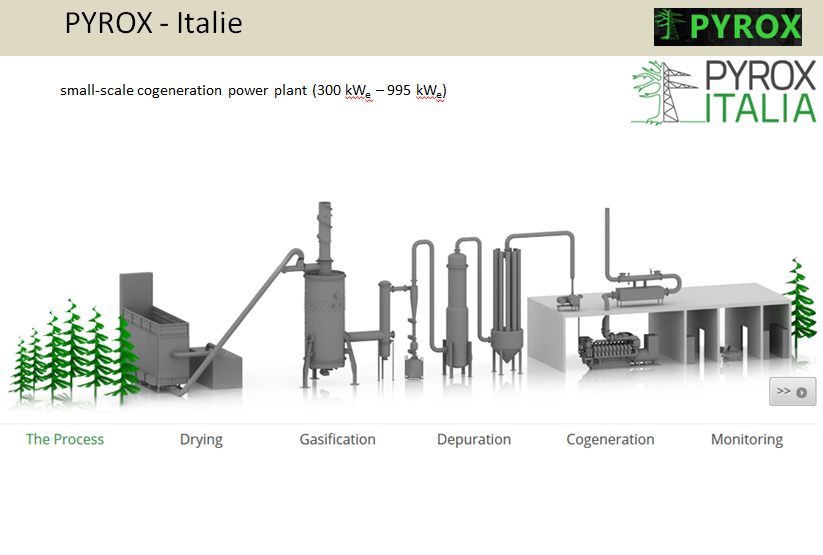 PYROX - Italie
PYROX
PYROX
ITALIA
small-scale cogeneration power plant (300 kWe – 995 kWe)
>>
The Process
Drying
Gasification
Depuration
Cogeneration
Monitoring